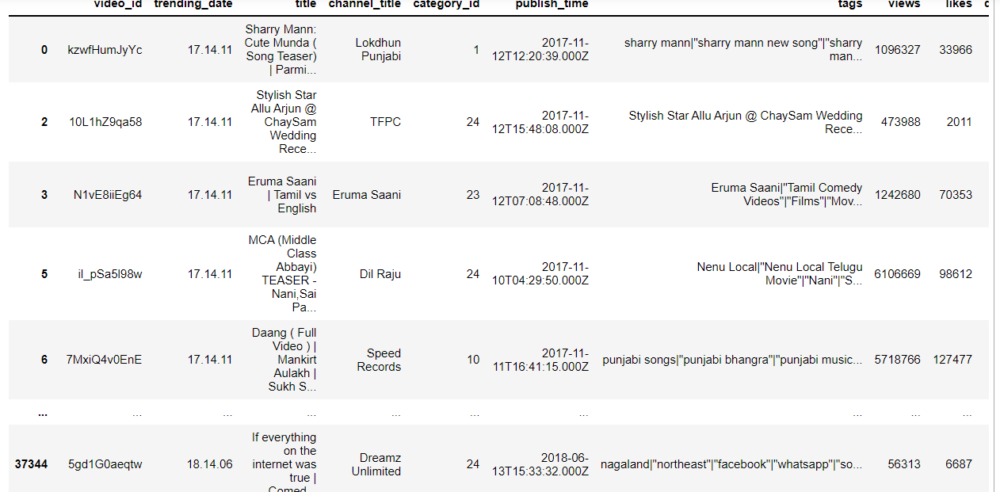 video_id trending_date title channel_title category_id publish_time tags views likes
Sharry Mann:
Cute Munda (
0 kzwfHumJyYc 17.14.11 Song Teaser) Lokdhun Punjabi 1 2017-11-12T12:20:39.000Z sharry mann|"sharry mann new song"|"sharry man... 1096327 33966
| Parmi...
Stylish Star
Allu Arjun @
2 10L1hZ9qa58 17.14.11 ChaySam TFPC 24 2017-11-12T15:48:08.000Z Stylish Star Allu Arjun @ ChaySam Wedding Rece... 473988 2011
Wedding
Rece...
Eruma Saani
3 N1vE8iiEg64 17.14.11 | Tamil vs Eruma Saani 23 2017-11-12T07:08:48.000Z Eruma Saani|"Tamil Comedy Videos"|"Films"|"Mov... 1242680 70353
English
MCA (Middle
Class
Abbayi)
5 il_pSa5l98w 17.14.11 TEASER - Dil Raju 24 2017-11-10T04:29:50.000Z Nenu Local|"Nenu Local Telugu Movie"|"Nani"|"S... 6106669 98612
Nani,Sai
Pa...
Daang ( Full
Video ) |
6 7MxiQ4v0EnE 17.14.11 Mankirt Speed Records 10 2017-11-11T16:41:15.000Z punjabi songs|"punjabi bhangra"|"punjabi music... 5718766 127477
Aulakh |
Sukh S...
... ... ... ... ... ... ... ... ... ...
If everything
on the
37344 5gd1G0aeqtw 18.14.06 internet was Dreamz Unlimited 24 2018-06-13T15:33:32.000Z nagaland|"northeast"|"facebook"|"whatsapp"|"so... 56313 6687
true |
Comed...